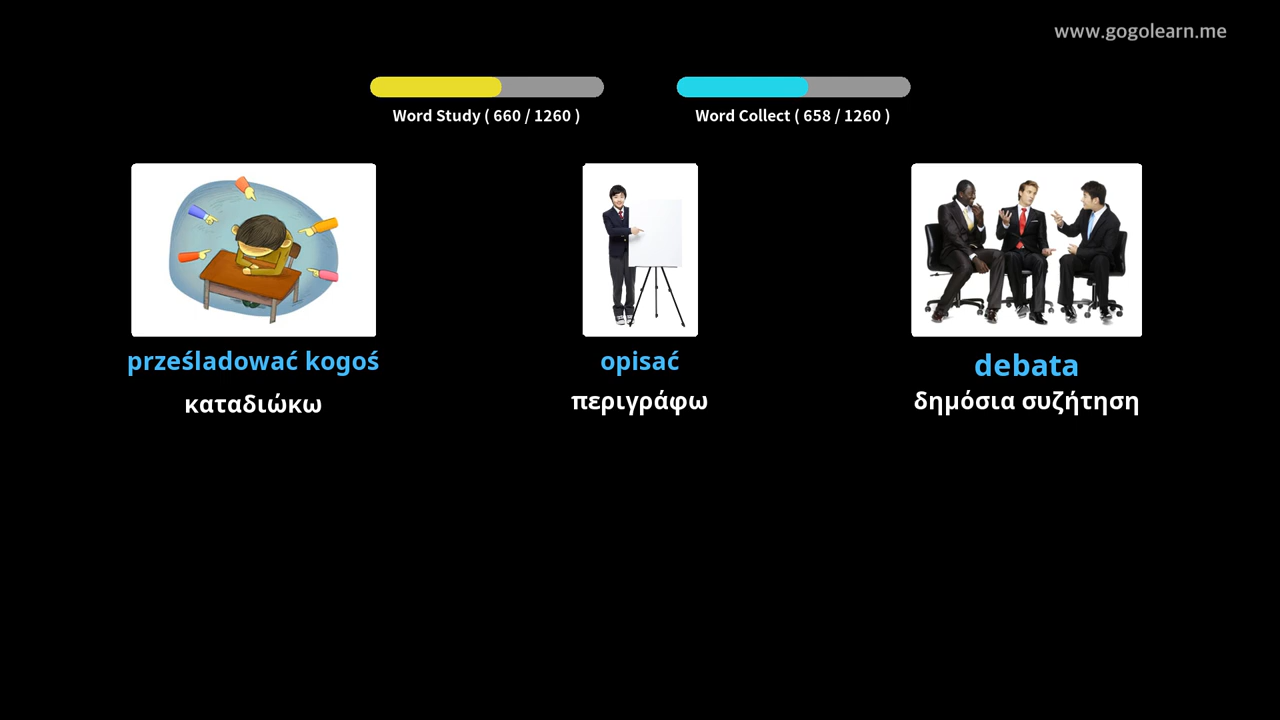 www.gogolearn.me
Word Study ( 660 / 1260 )
Word Collect ( 658 / 1260 )
prześladować kogoś
opisać
debata
καταδιώκω
περιγράφω
δημόσια συζήτηση